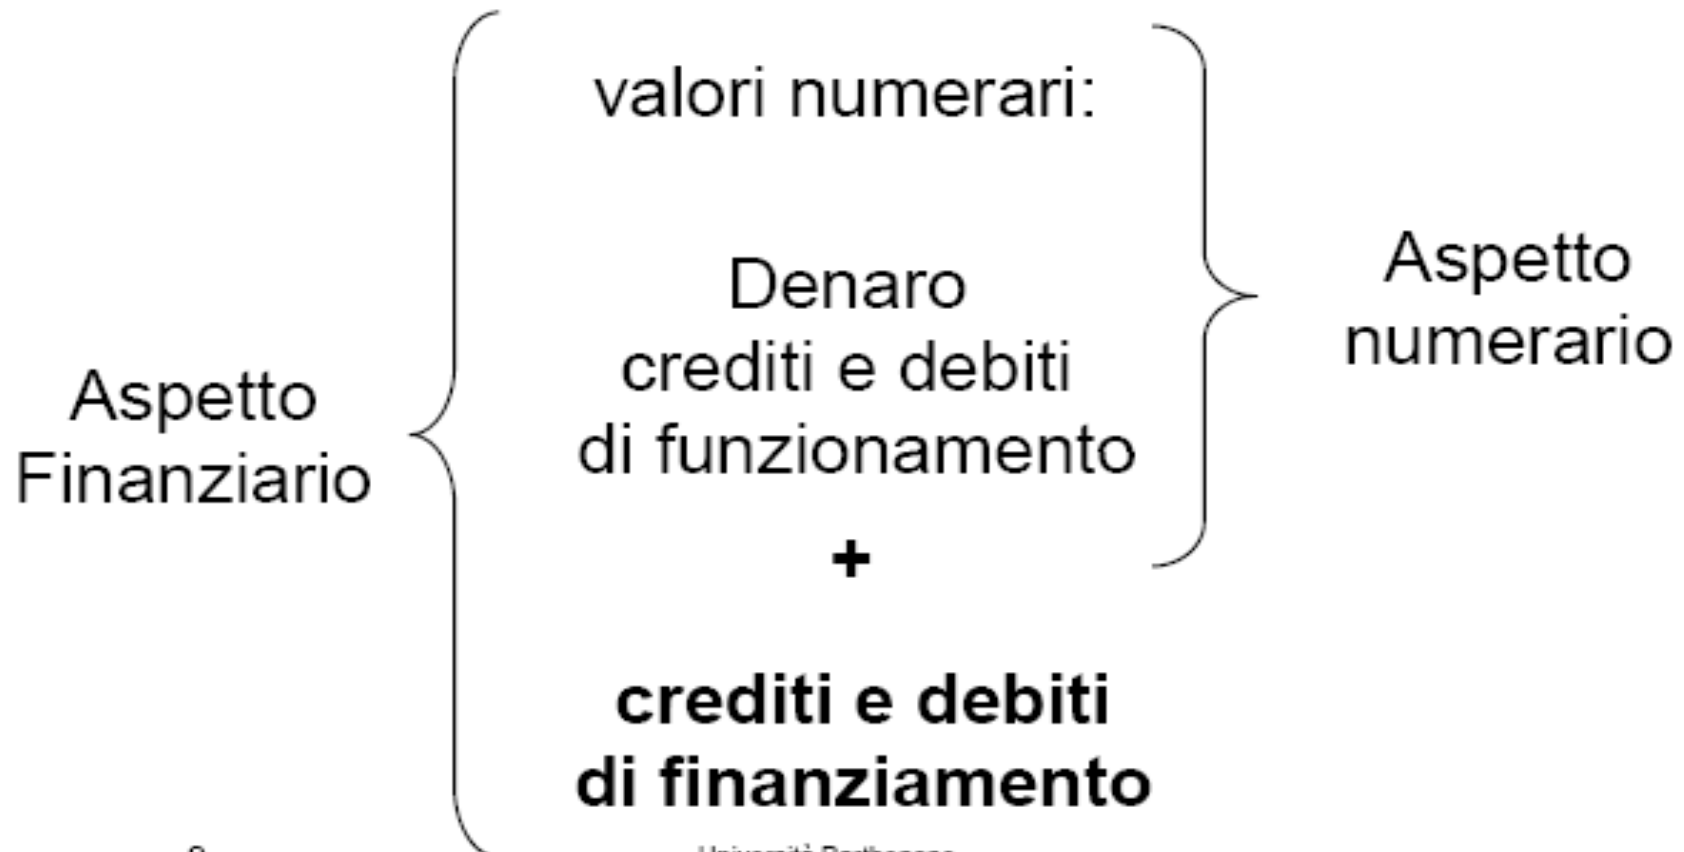 valori numerari:
Denaro
crediti e debiti
di funzionamento
+
crediti e debiti
di finanziamento
Aspetto
Finanziario
Aspetto
numerario